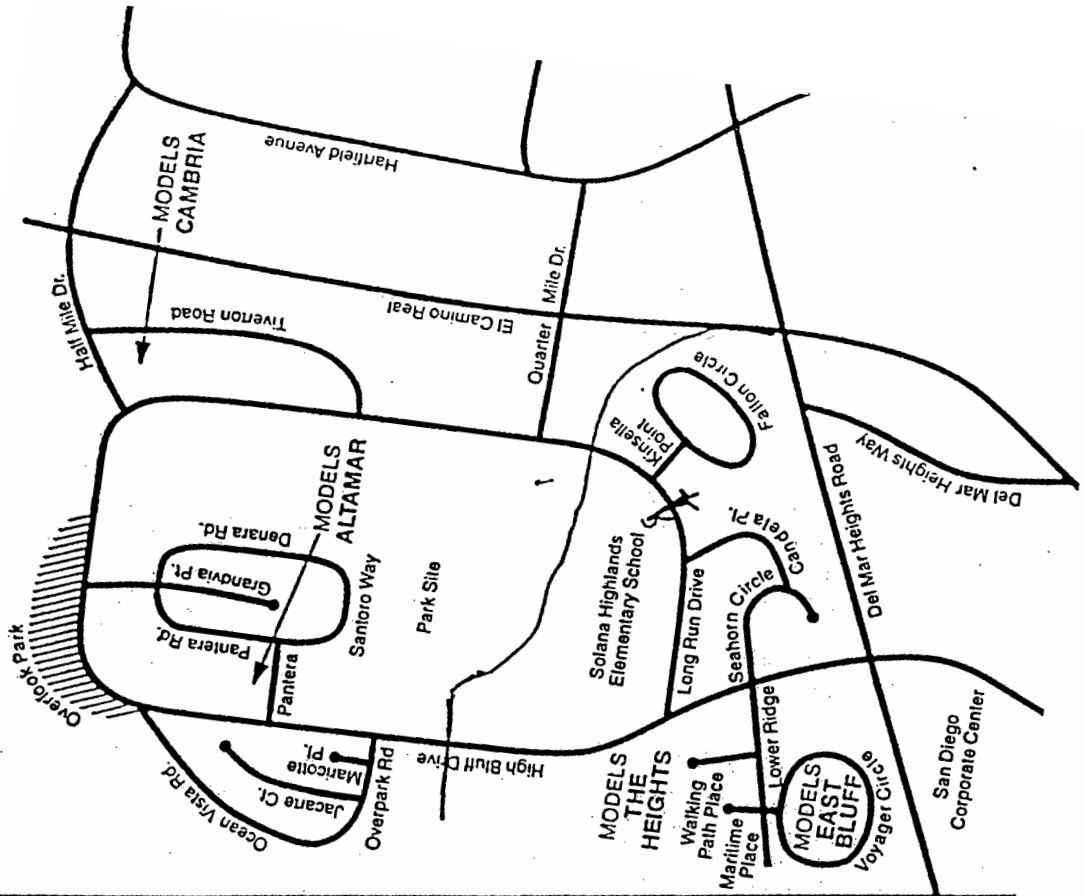 MODELS
CAMBRIA
Hartfield Avenue
Half Mile Dr.
Tiverton Road
El Camino Real
Quarter
Mile Dr.
Fallon Circle
Kinsella
Point
Overlook Park
Denara Rd.
MODELS
ALTAMAR
Grandvia Pt.
Pantera Rd.
Santoro Way
Park Site
Pantera
Solana Highlands
Elementary School
Candela Pl.
Long Run Drive
Seahorn Circle
Del Mar Heights Way
Del Mar Heights Road
Ocean Vista Rd.
Jacarte Ct.
Maricotte
Pl.
Overpark Rd
High Bluff Drive
MODELS
THE
HEIGHTS
Walking
Path Place
Maritime
Place
Lower Ridge
MODELS
EAST
BLUFF
Voyager Circle
San Diego
Corporate Center